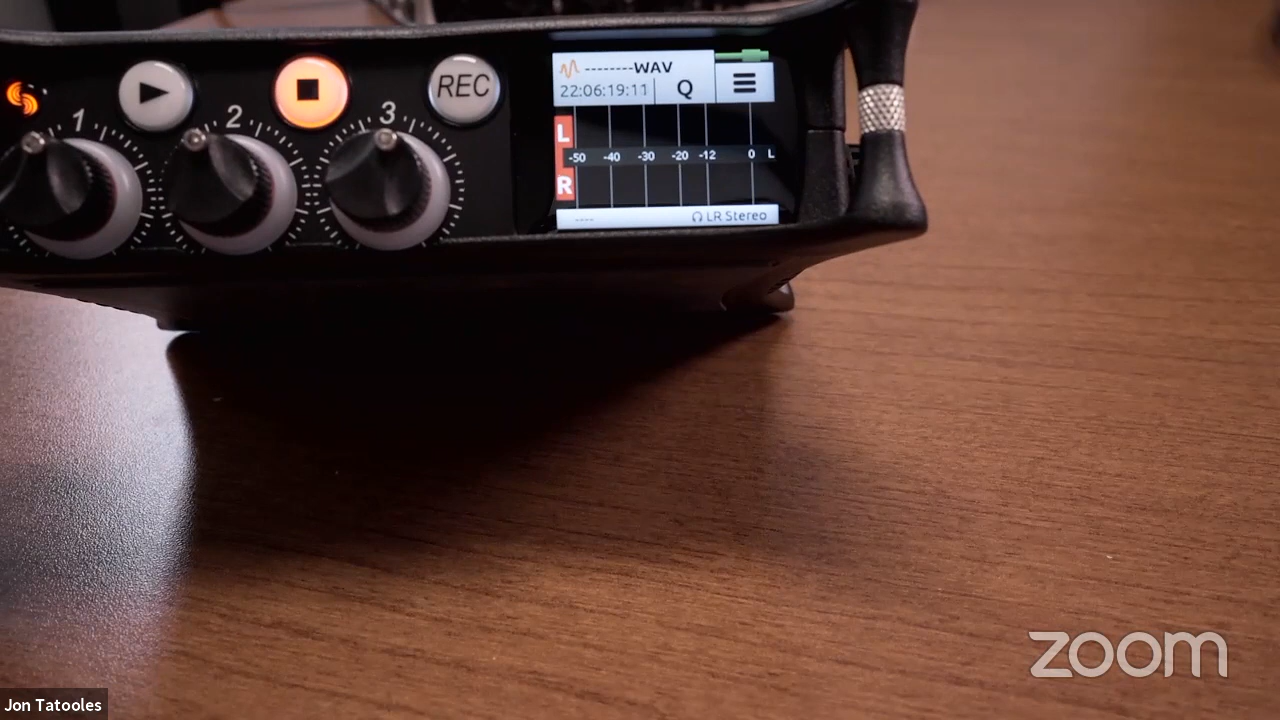 1
2
3
REC
--------WAV
22:06:19:11
Q
L
-50 -40 -30 -20 -12 0 L
R
----
LR Stereo
zoom
Jon Tatooles